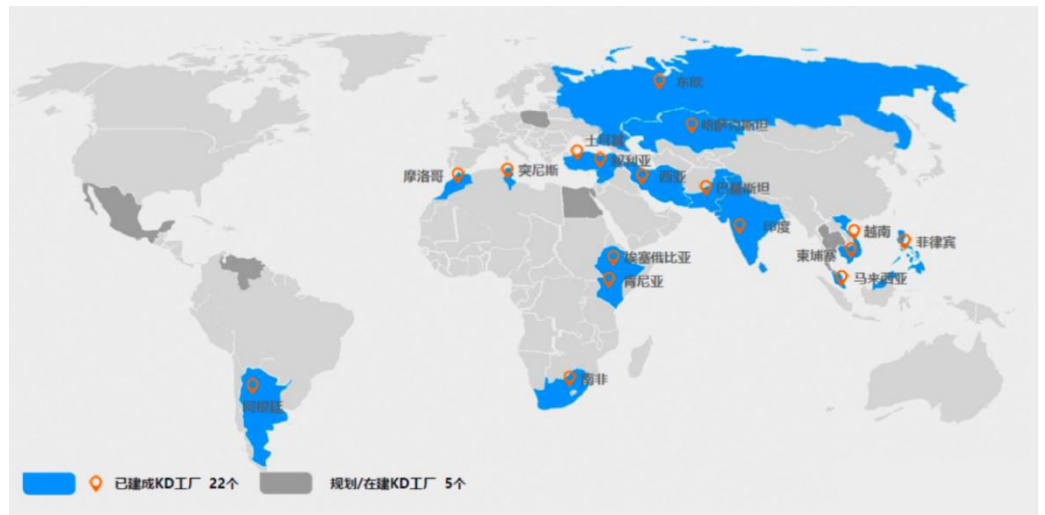 东欧
哈萨克斯坦
土耳其
叙利亚
摩洛哥
突尼斯
西亚
巴基斯坦
印度
越南
菲律宾
柬埔寨
马来西亚
埃塞俄比亚
肯尼亚
南非
阿根廷
已建成KD工厂 22个
规划/在建KD工厂 5个